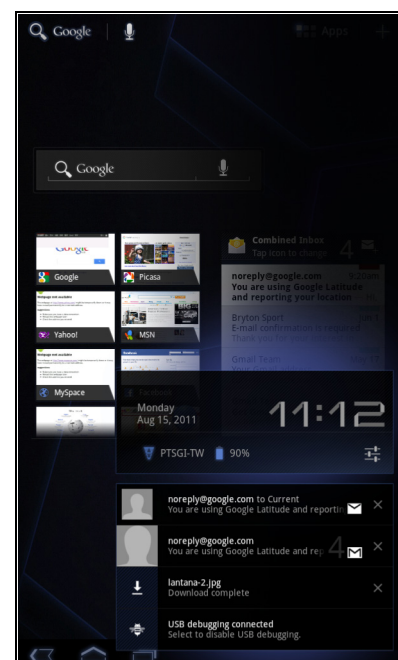 Google
Apps
Google
Combined Inbox
Tap icon to change
4
noreply@google.com
You are using Google Latitude
and reporting your location
Bryton Sport
E-mail confirmation is required
Thank you for
Gmail Team
Google
Picasa
Yahoo!
MSN
MySpace
Facebook
Monday
Aug 15, 2011
11:12
PTSGI-TW
90%
noreply@google.com to Current
You are using Google Latitude and reportin
noreply@google.com
You are using Google Latitude and rep
4
lantana-2.jpg
Download complete
USB debugging connected
Select to disable USB debugging.